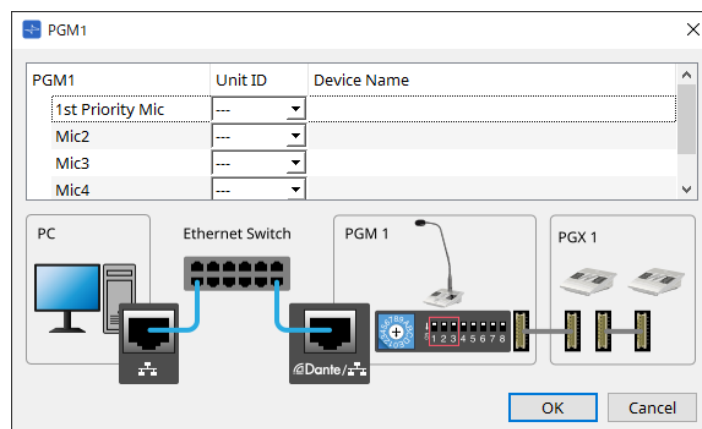 PGM1
PGM1 Unit ID Device Name
1st Priority Mic ---
Mic2 ---
Mic3 ---
Mic4 ---
PC Ethernet Switch PGM 1 PGX 1
1 2 3 4 5 6 7 8
Dante/
OK Cancel